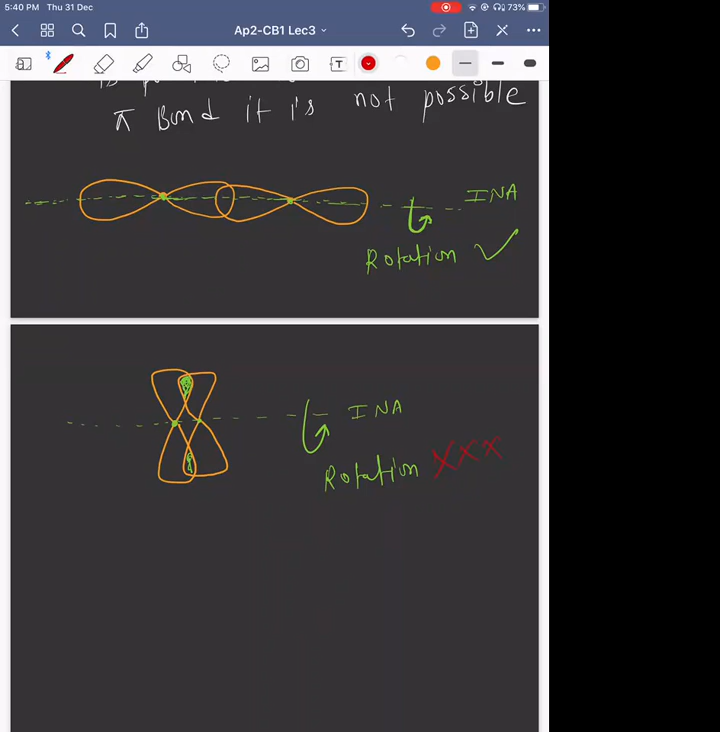 5:40 PM Thu 31 Dec
73%
Ap2-CB1 Lec3
π Bond it is not possible
INA
Rotation ✓
INA
Rotation XXX